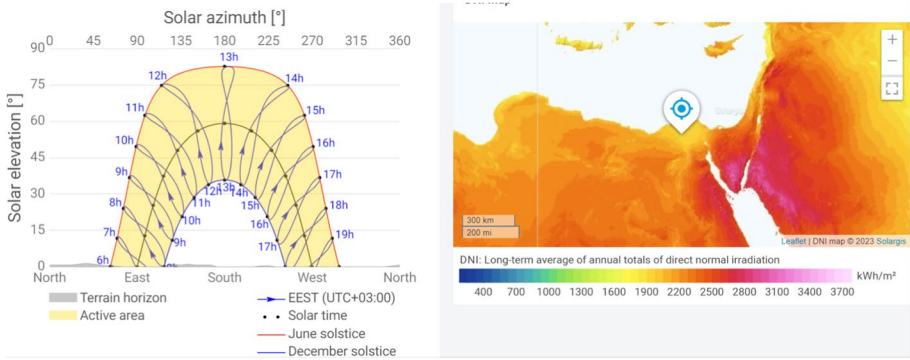 Solar azimuth [°]
0 45 90 135 180 225 270 315 360
90
75
60
45
30
15
0
Solar elevation [°]
13h
12h 14h
11h 15h
10h 16h
9h 17h
8h 18h
7h 19h
6h
12h 13h 14h
11h 15h
10h 16h
9h 17h
North East South West North
Terrain horizon
Active area
EEST (UTC+03:00)
Solar time
June solstice
December solstice
DNI map
Solargis
+
−
300 km
200 mi
Leaflet | DNI map © 2023 Solargis
DNI: Long-term average of annual totals of direct normal irradiation
kWh/m²
400 700 1000 1300 1600 1900 2200 2500 2800 3100 3400 3700